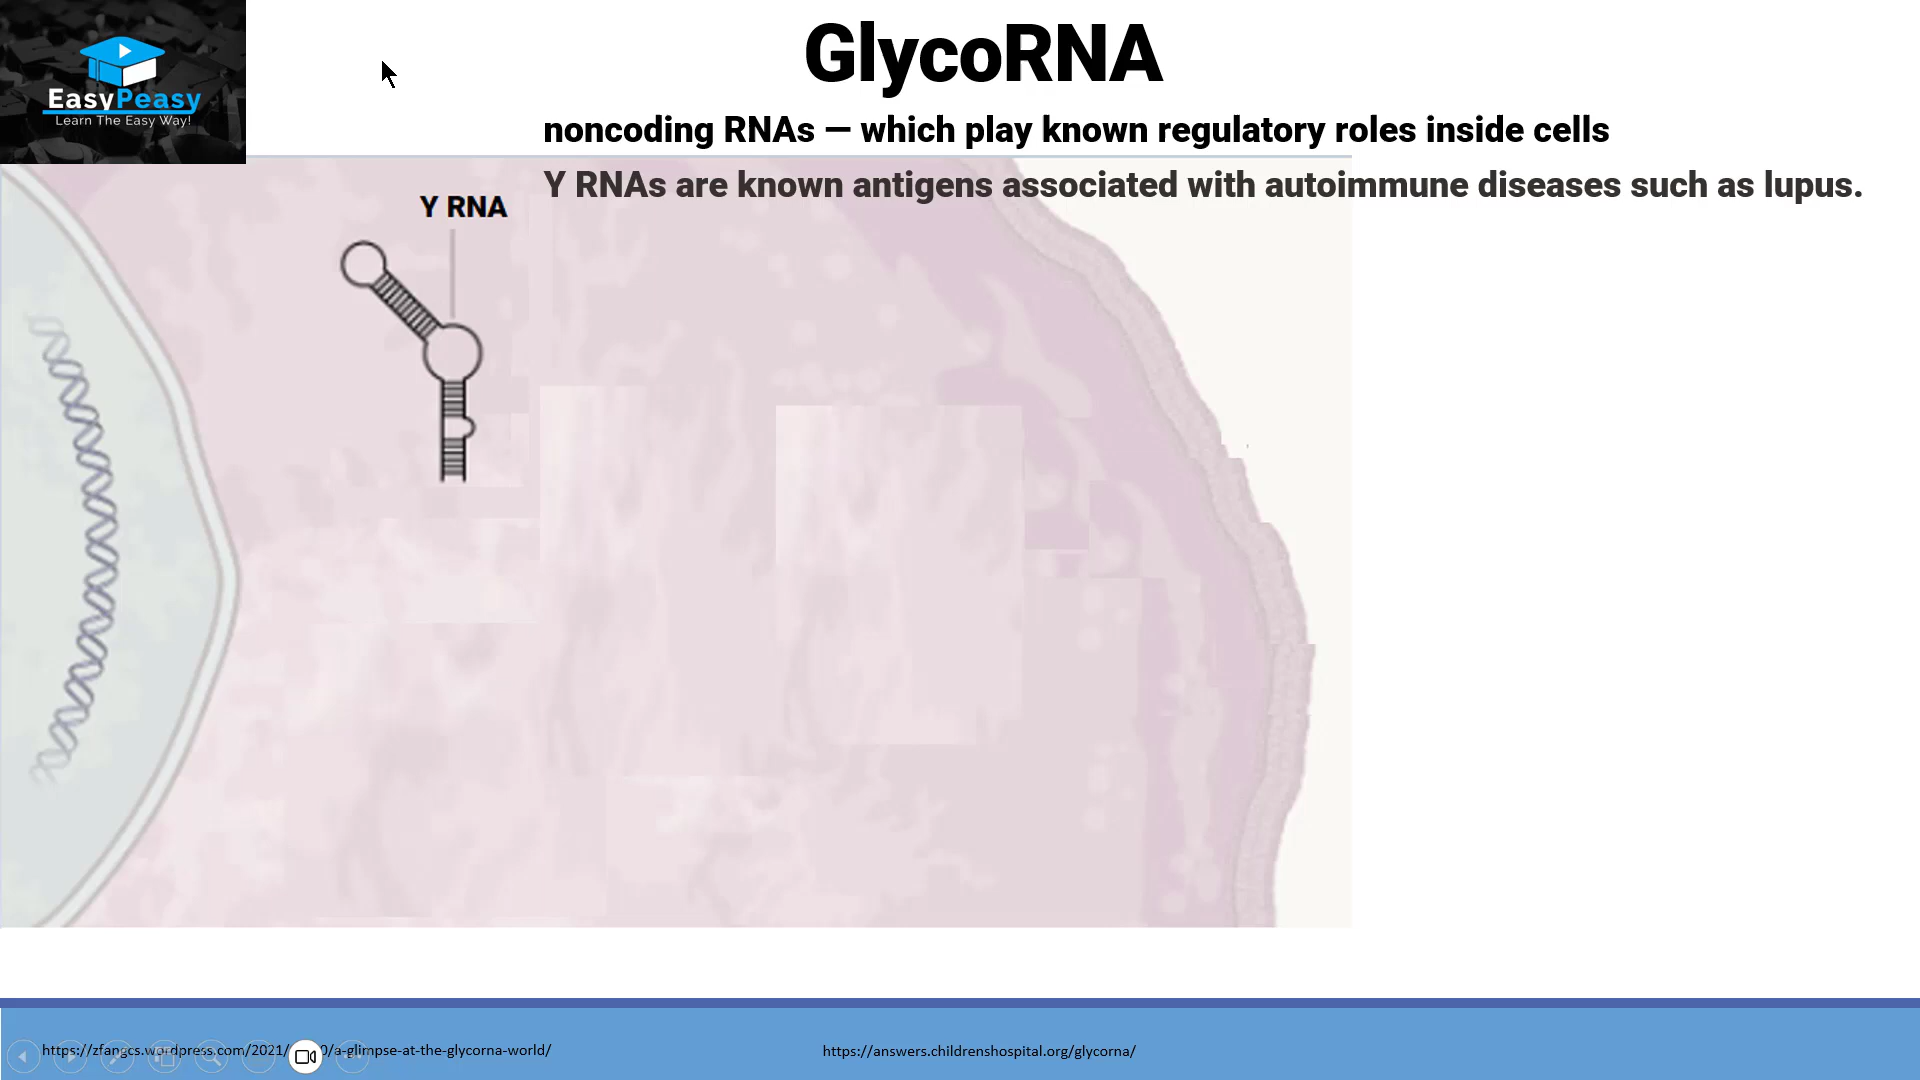 EasyPeasy
Learn The Easy Way!
GlycoRNA
noncoding RNAs — which play known regulatory roles inside cells
Y RNAs are known antigens associated with autoimmune diseases such as lupus.
Y RNA
https://zfangcs.wordpress.com/2021/ 0/a-glimpse-at-the-glycorna-world/
https://answers.childrenshospital.org/glycorna/